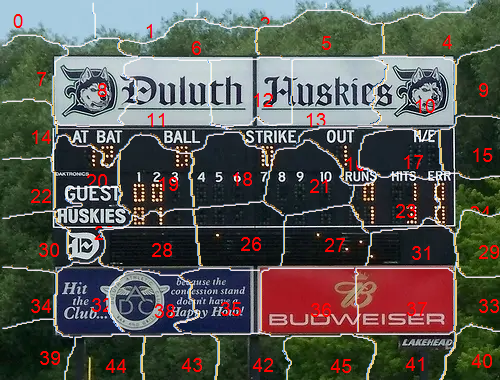 Duluth Huskies
AT BAT BALL STRIKE OUT H/E
DAKTRONICS 1 2 3 4 5 6 7 8 9 10 RUNS HITS ERR
GUEST
HUSKIES
D
Hit the Club...
ADC
because the
concession stand
doesn't have a
Happy Hour!
B
BUDWEISER
LAKEHEAD